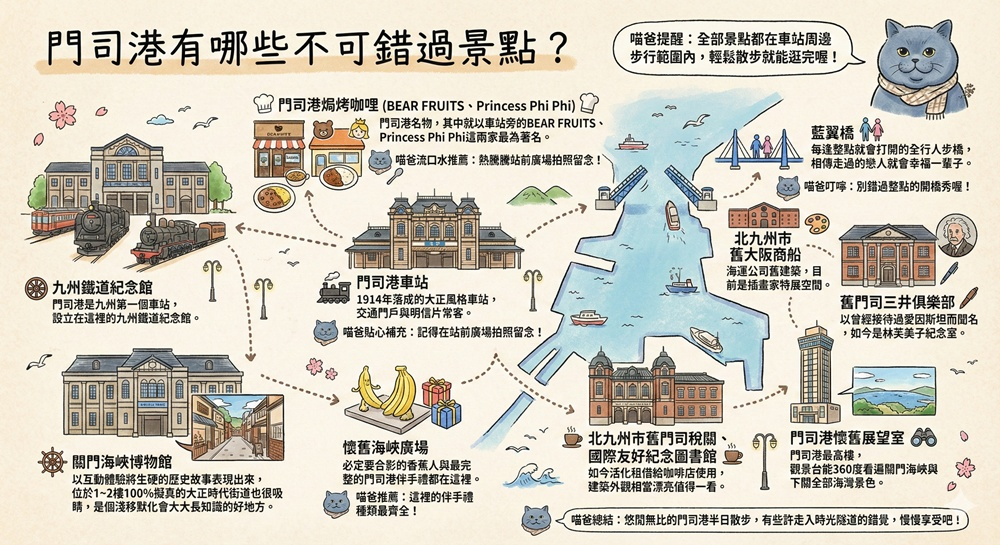 門司港有哪些不可錯過景點？
喵爸提醒：全部景點都在車站周邊
步行範圍內，輕鬆散步就能逛完喔！
門司港焗烤咖哩 (BEAR FRUITS、Princess Phi Phi)
門司港名物，其中就以車站旁的BEAR FRUITS、
Princess Phi Phi這兩家最為著名。
喵爸流口水推薦：熱騰騰站前廣場拍照留念！
藍翼橋
每逢整點就會打開的全行人步橋，
相傳走過的戀人就會幸福一輩子。
喵爸叮嚀：別錯過整點的開橋秀喔！
九州鐵道紀念館
門司港是九州第一個車站，
設立在這裡的九州鐵道紀念館。
門司港車站
1914年落成的大正風格車站，
交通門戶與明信片常客。
喵爸貼心補充：記得在站前廣場拍照留念！
北九州市
舊大阪商船
海運公司舊建築，目
前是插畫家特展空間。
舊門司三井俱樂部
以曾經接待過愛因斯坦而聞名
，如今是林芙美子紀念室。
關門海峽博物館
以互動體驗將生硬的歷史故事表現出來，
位於1~2樓100%擬真的大正時代街道也很吸
睛，是個淺移默化會大大長知識的好地方。
懷舊海峽廣場
必定要合影的香蕉人與最完
整的門司港伴手禮都在這裡。
喵爸推薦：這裡的伴手禮
種類最齊全！
北九州市舊門司稅關、
國際友好紀念圖書館
如今活化租借給咖啡店使用，
建築外觀相當漂亮值得一看。
門司港懷舊展望室
門司港最高樓，
觀景台能360度看遍關門海峽與
下關全部海灣景色。
喵爸總結：悠閒無比的門司港半日散步，有些許走入時光隧道的錯覺，慢慢享受吧！